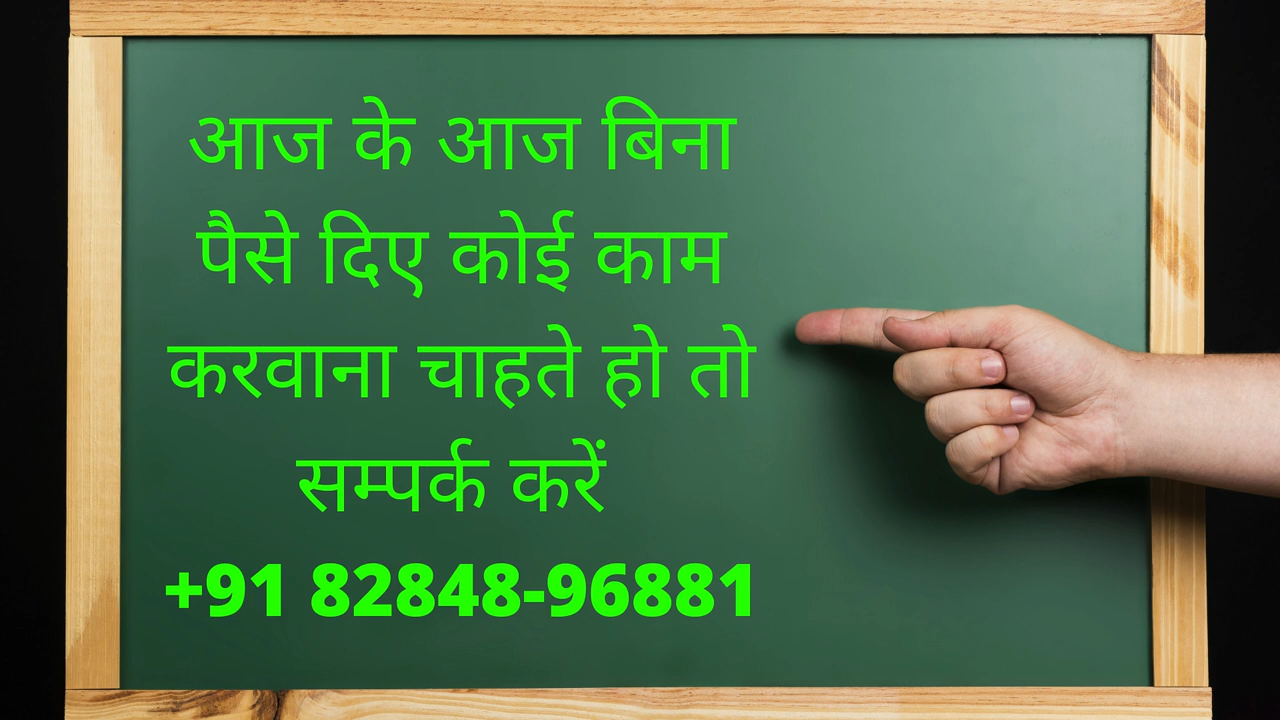 आज के आज बिना
पैसे दिए कोई काम
करवाना चाहते हो तो
सम्पर्क करें
+91 82848-96881